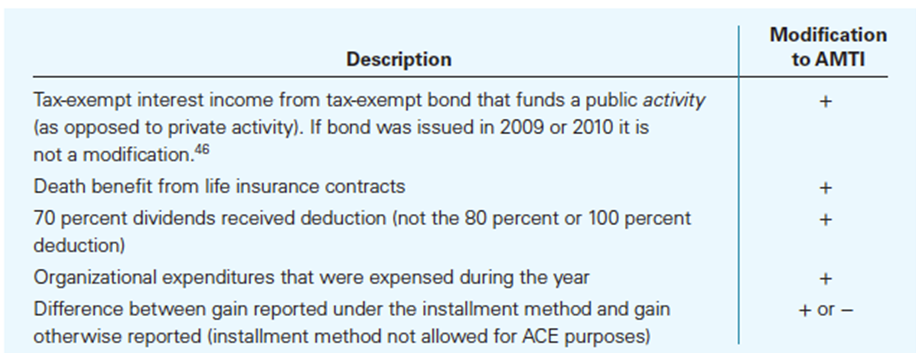 Modification
Description to AMTI
Tax-exempt interest income from tax-exempt bond that funds a public activity +
(as opposed to private activity). If bond was issued in 2009 or 2010 it is
not a modification.46
Death benefit from life insurance contracts +
70 percent dividends received deduction (not the 80 percent or 100 percent +
deduction)
Organizational expenditures that were expensed during the year +
Difference between gain reported under the installment method and gain + or –
otherwise reported (installment method not allowed for ACE purposes)